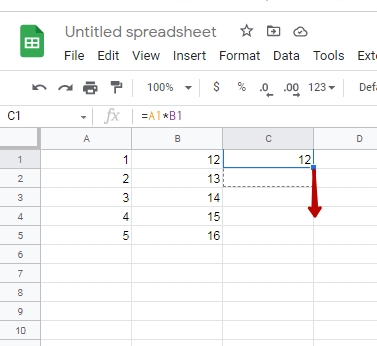 Untitled spreadsheet
File Edit View Insert Format Data Tools Ext
100% $ % .0 .00 123 Def
C1 fx =A1*B1
A B C D
1 1 12 12
2 2 13
3 3 14
4 4 15
5 5 16
6
7
8
9
10